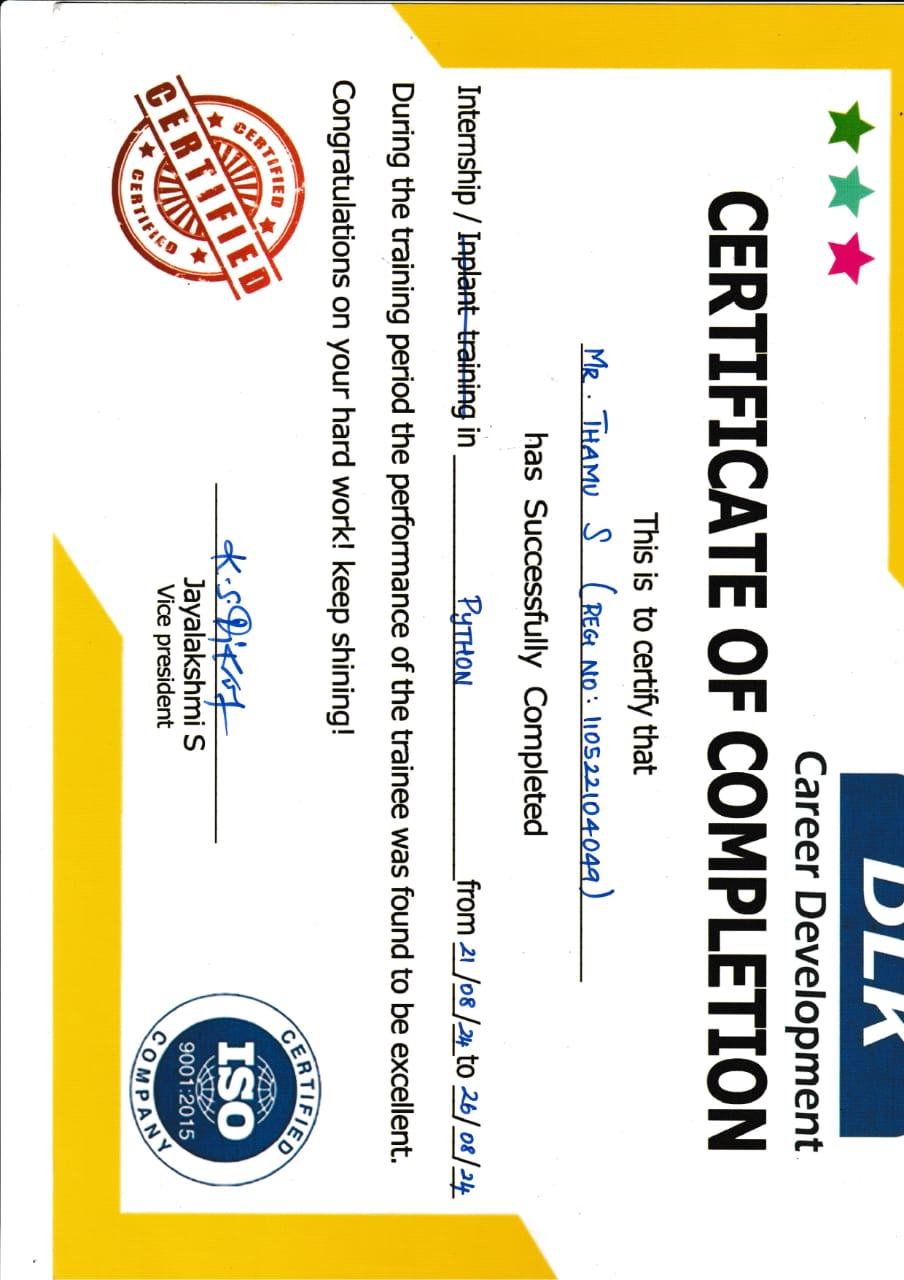 DLK
Career Development
CERTIFICATE OF COMPLETION
This is to certify that
MR. THAMU S (REG NO: 110522104049)
has Successfully Completed
Internship / Inplant training in PYTHON from 21/08/24 to 26/08/24
During the training period the performance of the trainee was found to be excellent.
Congratulations on your hard work! keep shining!
CERTIFIED
CERTIFIED
CERTIFIED
Jayalakshmi S
Vice president
CERTIFIED
ISO
9001:2015
COMPANY